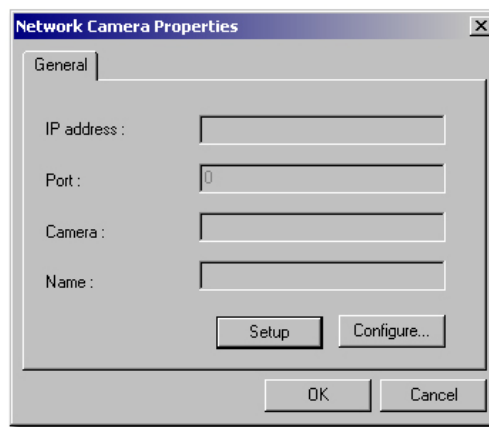 Network Camera Properties
General
IP address :
Port : 0
Camera :
Name :
Setup Configure...
OK Cancel